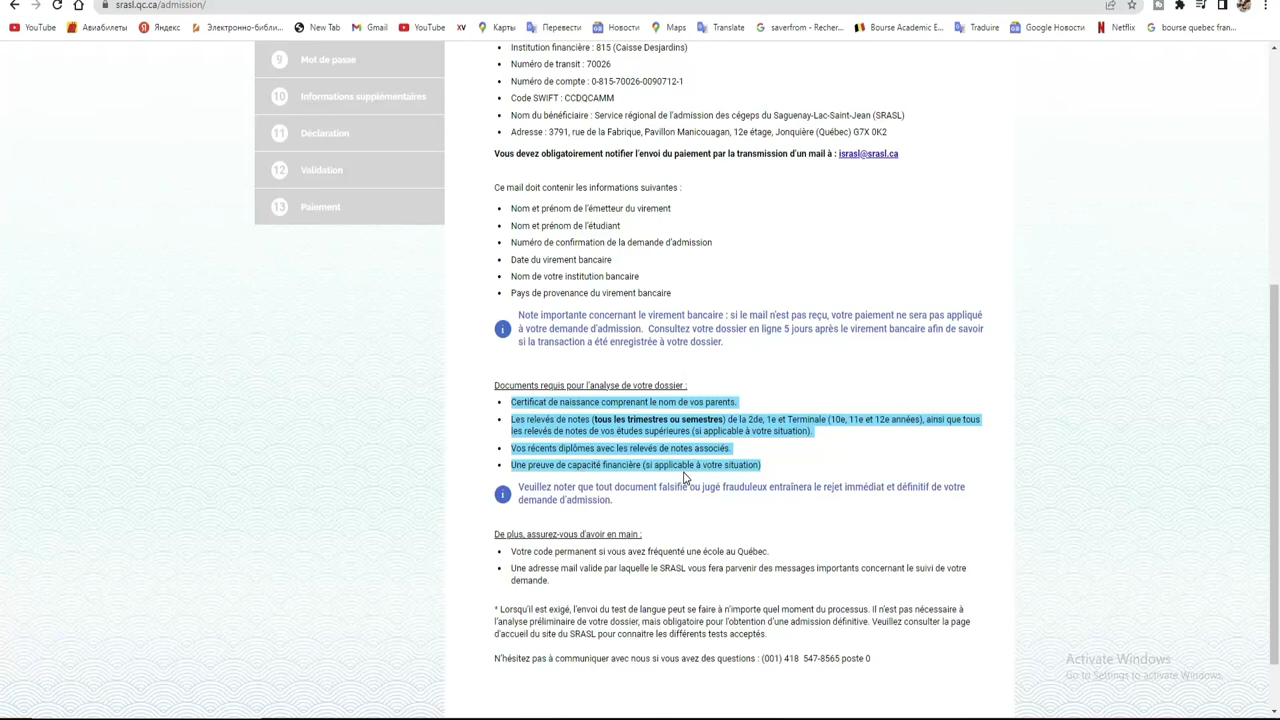 srasl.qc.ca/admission/
YouTube Авиабилеты Яндекс Электронно-библи... New Tab Gmail YouTube XV Карты Перевести Новости Maps Translate saverfrom - Recher... Bourse Academic E... Traduire Google Новости Netflix bourse quebec fran...
9 Mot de passe
10 Informations supplémentaires
11 Déclaration
12 Validation
13 Paiement
• Institution financière : 815 (Caisse Desjardins)
• Numéro de transit : 70026
• Numéro de compte : 0-815-70026-0090712-1
• Code SWIFT : CCDQCAMM
• Nom du bénéficiaire : Service régional de l'admission des cégeps du Saguenay-Lac-Saint-Jean (SRASL)
• Adresse : 3791, rue de la Fabrique, Pavillon Manicouagan, 12e étage, Jonquière (Québec) G7X 0K2
Vous devez obligatoirement notifier l'envoi du paiement par la transmission d'un mail à : israsl@srasl.ca
Ce mail doit contenir les informations suivantes :
• Nom et prénom de l'émetteur du virement
• Nom et prénom de l'étudiant
• Numéro de confirmation de la demande d'admission
• Date du virement bancaire
• Nom de votre institution bancaire
• Pays de provenance du virement bancaire
Note importante concernant le virement bancaire : si le mail n'est pas reçu, votre paiement ne sera pas appliqué
à votre demande d'admission. Consultez votre dossier en ligne 5 jours après le virement bancaire afin de savoir
si la transaction a été enregistrée à votre dossier.
Documents requis pour l'analyse de votre dossier :
• Certificat de naissance comprenant le nom de vos parents.
• Les relevés de notes (tous les trimestres ou semestres) de la 2de, 1e et Terminale (10e, 11e et 12e années), ainsi que tous
les relevés de notes de vos études supérieures (si applicable à votre situation).
• Vos récents diplômes avec les relevés de notes associés.
• Une preuve de capacité financière (si applicable à votre situation)
Veuillez noter que tout document falsifié ou jugé frauduleux entraînera le rejet immédiat et définitif de votre
demande d'admission.
De plus, assurez-vous d'avoir en main :
• Votre code permanent si vous avez fréquenté une école au Québec.
• Une adresse mail valide par laquelle le SRASL vous fera parvenir des messages importants concernant le suivi de votre
demande.
* Lorsqu'il est exigé, l'envoi du test de langue peut se faire à n'importe quel moment du processus. Il n'est pas nécessaire à
l'analyse préliminaire de votre dossier, mais obligatoire pour l'obtention d'une admission définitive. Veuillez consulter la page
d'accueil du site du SRASL pour connaitre les différents tests acceptés.
N'hésitez pas à communiquer avec nous si vous avez des questions : (001) 418 547-8565 poste 0
Activate Windows
Go to Settings to activate Windows.